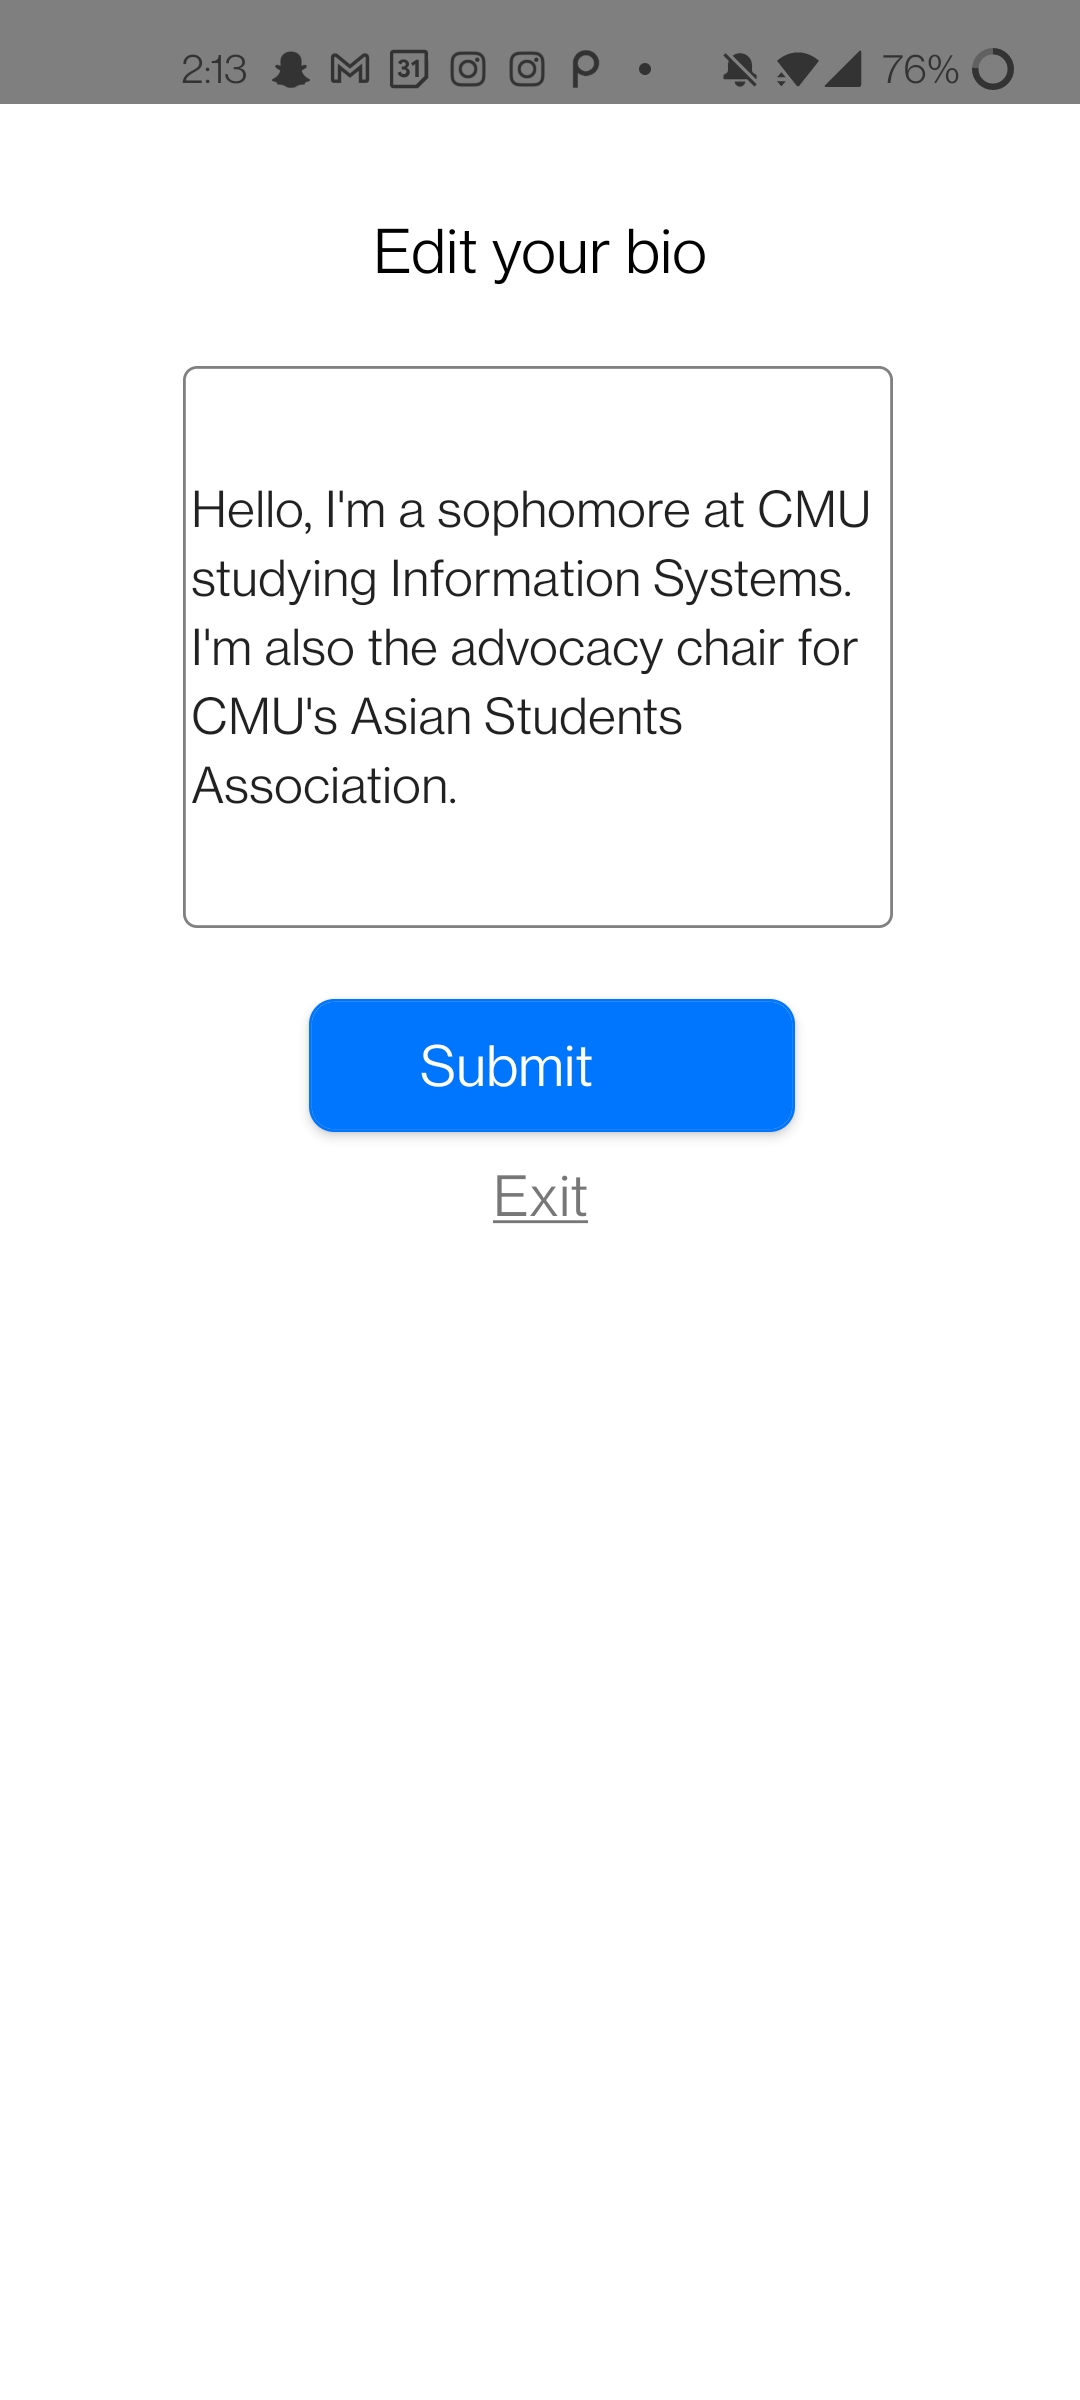 2:13 31 76%
Edit your bio
Hello, I'm a sophomore at CMU
studying Information Systems.
I'm also the advocacy chair for
CMU's Asian Students
Association.
Submit
Exit